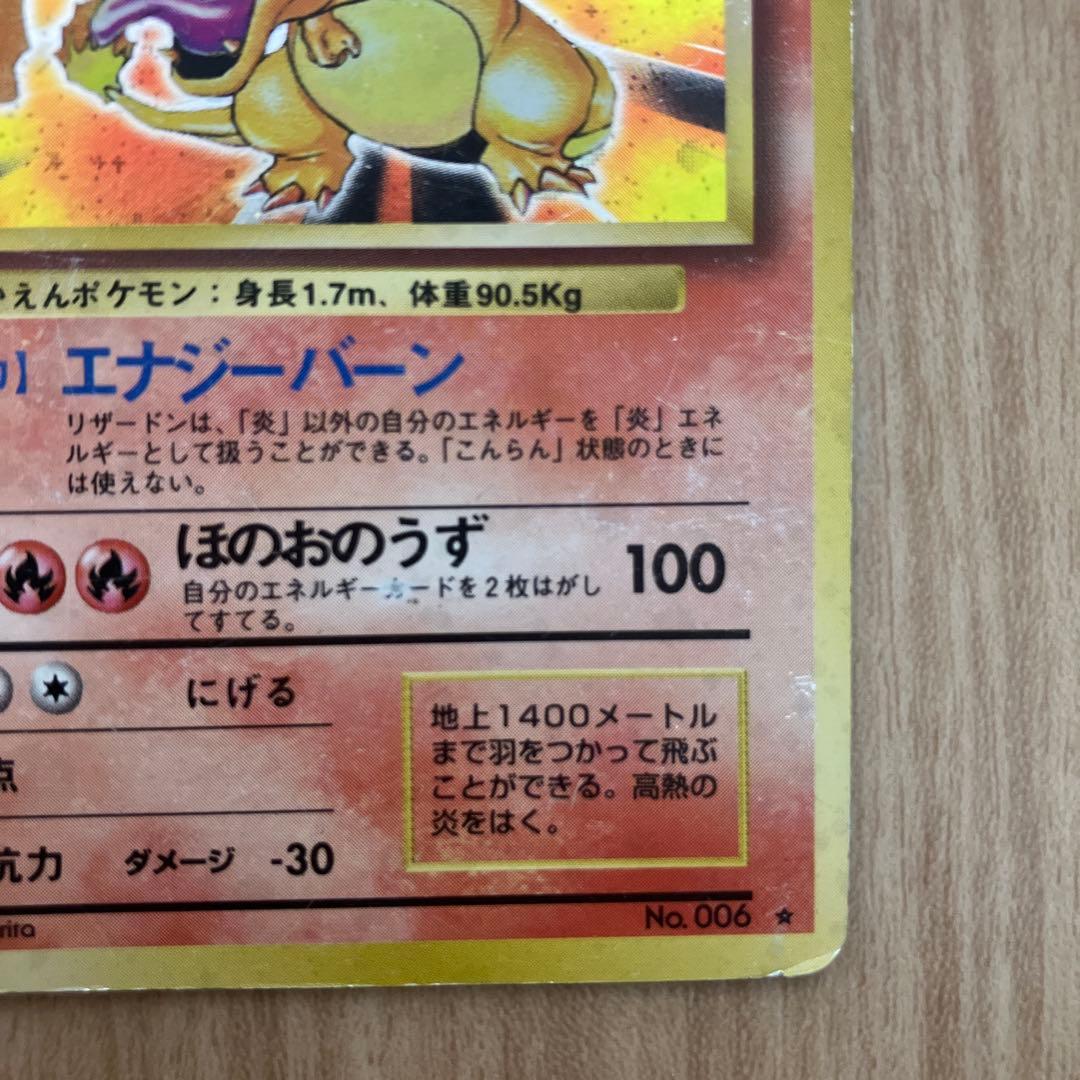 えんポケモン：身長1.7m、体重90.5Kg
】エナジーバーン
リザードンは、「炎」以外の自分のエネルギーを「炎」エネ
ルギーとして扱うことができる。「こんらん」状態のときに
は使えない。
ほのおのうず 100
自分のエネルギーカードを2枚はがし
てすてる。
にげる
地上1400メートル
まで羽をつかって飛ぶ
ことができる。高熱の
炎をはく。
点
抗力 ダメージ -30
rita
No. 006